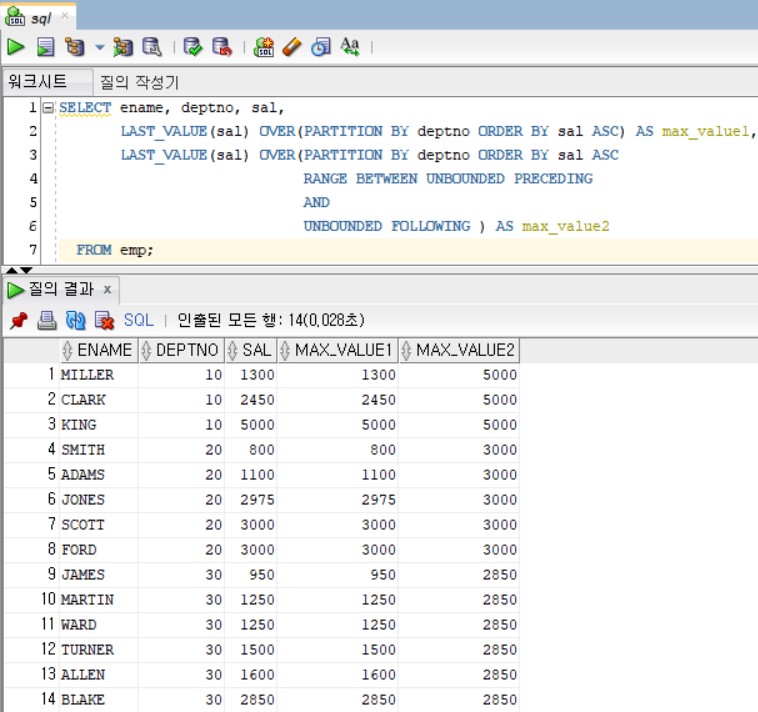 sql
워크시트 질의 작성기
1 SELECT ename, deptno, sal,
2 LAST_VALUE(sal) OVER(PARTITION BY deptno ORDER BY sal ASC) AS max_value1,
3 LAST_VALUE(sal) OVER(PARTITION BY deptno ORDER BY sal ASC
4 RANGE BETWEEN UNBOUNDED PRECEDING
5 AND
6 UNBOUNDED FOLLOWING ) AS max_value2
7 FROM emp;
질의 결과 x
SQL | 인출된 모든 행: 14(0,028초)
ENAME DEPTNO SAL MAX_VALUE1 MAX_VALUE2
1 MILLER 10 1300 1300 5000
2 CLARK 10 2450 2450 5000
3 KING 10 5000 5000 5000
4 SMITH 20 800 800 3000
5 ADAMS 20 1100 1100 3000
6 JONES 20 2975 2975 3000
7 SCOTT 20 3000 3000 3000
8 FORD 20 3000 3000 3000
9 JAMES 30 950 950 2850
10 MARTIN 30 1250 1250 2850
11 WARD 30 1250 1250 2850
12 TURNER 30 1500 1500 2850
13 ALLEN 30 1600 1600 2850
14 BLAKE 30 2850 2850 2850